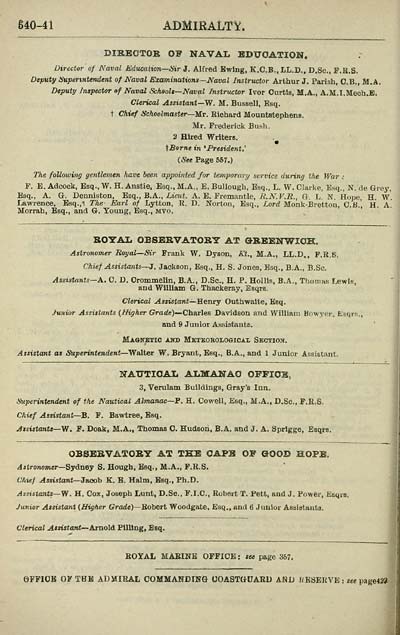 540-41
ADMIRALTY.
DIRECTOR OF NAVAL EDUCATION.
Director of Naval Education—Sir J. Alfred Ewing, K.C.B., LL.D., D.Sc., F.R.S.
Deputy Superintendent of Naval Examinations—Naval Instructor Arthur J. Parish, C.B., M.A.
Deputy Inspector of Naval Schools—Naval Instructor Ivor Curtis, M.A., A.M.I.Mech.E.
Clerical Assistant—W. M. Bussell, Esq.
† Chief Schoolmaster—Mr. Richard Mountstephens.
Mr. Frederick Bush.
2 Hired Writers.
†Borne in 'President.'
(See Page 557.)
The following gentlemen have been appointed for temporary service during the War :
F. E. Adcock, Esq., W. H. Anstie, Esq., M.A., E. Bullough, Esq., L. W. Clarke, Esq., N. de Grey,
Esq., A. G. Denniston, Esq., B.A., Lieut. A. E. Fremantle, R.N.V.R., G. L. N. Hope, H. W.
Lawrence, Esq., The Earl of Lytton, R. D. Norton, Esq., Lord Monk-Bretton, C.B., H. A.
Morrah, Esq., and G. Young, Esq., MVO.
ROYAL OBSERVATORY AT GREENWICH.
Astronomer Royal—Sir Frank W. Dyson, Kt., M.A., LL.D., F.R.S.
Chief Assistants—J. Jackson, Esq., H. S. Jones, Esq., B.A., B.Sc.
Assistants—A. C. D. Crommelin, B.A., D.Sc., H. P. Hollis, B.A., Thomas Lewis,
and William G. Thackeray, Esqrs.
Clerical Assistant—Henry Outhwaite, Esq.
Junior Assistants (Higher Grade)—Charles Davidson and William Bowyer, Esqrs.,
and 9 Junior Assistants.
MAGNETIC AND METEOROLOGICAL SECTION.
Assistant as Superintendent—Walter W. Bryant, Esq., B.A., and 1 Junior Assistant.
NAUTICAL ALMANAC OFFICE,
3, Verulam Buildings, Gray's Inn.
Superintendent of the Nautical Almanac—P. H. Cowell, Esq., M.A., D.Sc., F.R.S.
Chief Assistant—B. F. Bawtree, Esq.
Assistants—W. F. Doak, M.A., Thomas C. Hudson, B.A. and J. A. Sprigge, Esqrs.
OBSERVATORY AT THE CAPE OF GOOD HOPE.
Astronomer—Sydney S. Hough, Esq., M.A., F.R.S.
Chief Assistant—Jacob K. E. Halm, Esq., Ph.D.
Assistants—W. H. Cox, Joseph Lunt, D.Sc., F.I.C., Robert T. Pett, and J. Power, Esqrs.
Junior Assistant (Higher Grade)—Robert Woodgate, Esq., and 6 Junior Assistants.
Clerical Assistant—Arnold Pilling, Esq.
ROYAL MARINE OFFICE: see page 357.
OFFICE OF THE ADMIRAL COMMANDING COASTGUARD AND RESERVE : see page 422